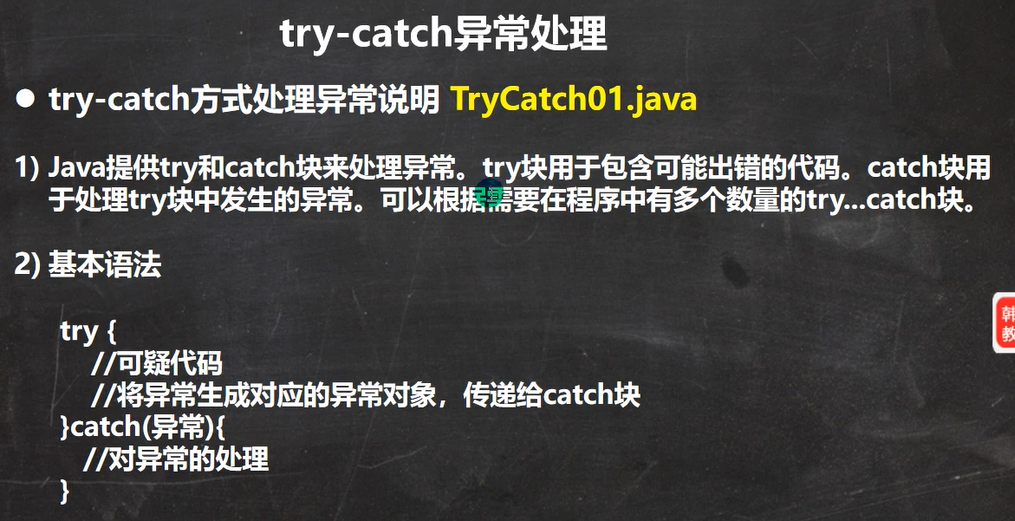 try-catch异常处理
● try-catch方式处理异常说明 TryCatch01.java
1) Java提供try和catch块来处理异常。try块用于包含可能出错的代码。catch块用
于处理try块中发生的异常。可以根据需要在程序中有多个数量的try...catch块。
2) 基本语法
try {
//可疑代码
//将异常生成对应的异常对象，传递给catch块
}catch(异常){
//对异常的处理
}
韩
教